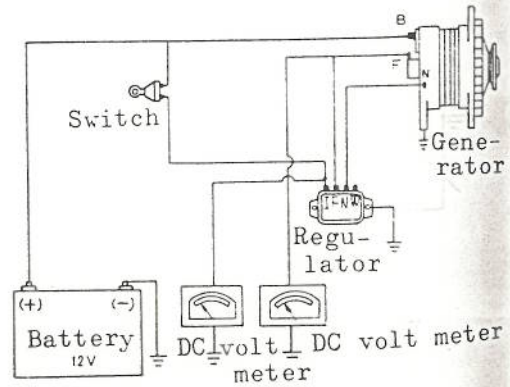 B
F
N
Switch
Gene-
rator
Regu-
lator
(+) (-)
Battery
12V
DC volt
meter
DC volt meter